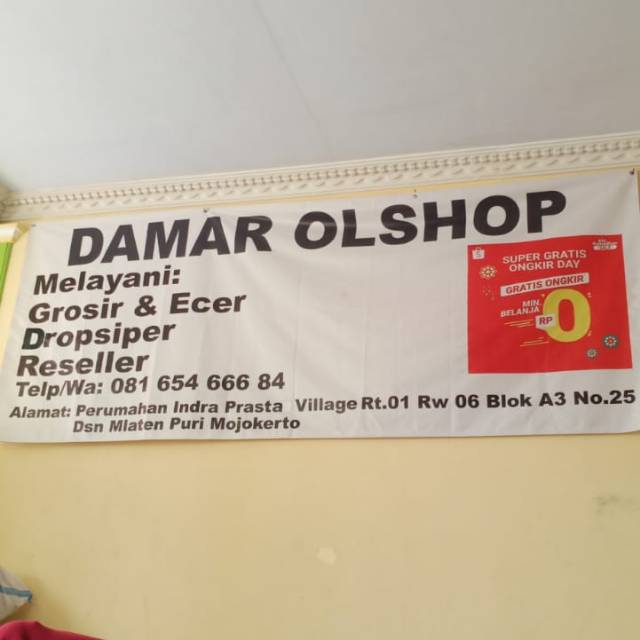 DAMAR OLSHOP
Melayani:
Grosir & Ecer
Dropsiper
Reseller
Telp/Wa: 081 654 666 84
Alamat: Perumahan Indra Prasta Village Rt.01 Rw 06 Blok A3 No.25
Dsn Mlaten Puri Mojokerto
SUPER GRATIS
ONGKIR DAY
GRATIS ONGKIR
MIN.
BELANJA
RP 0